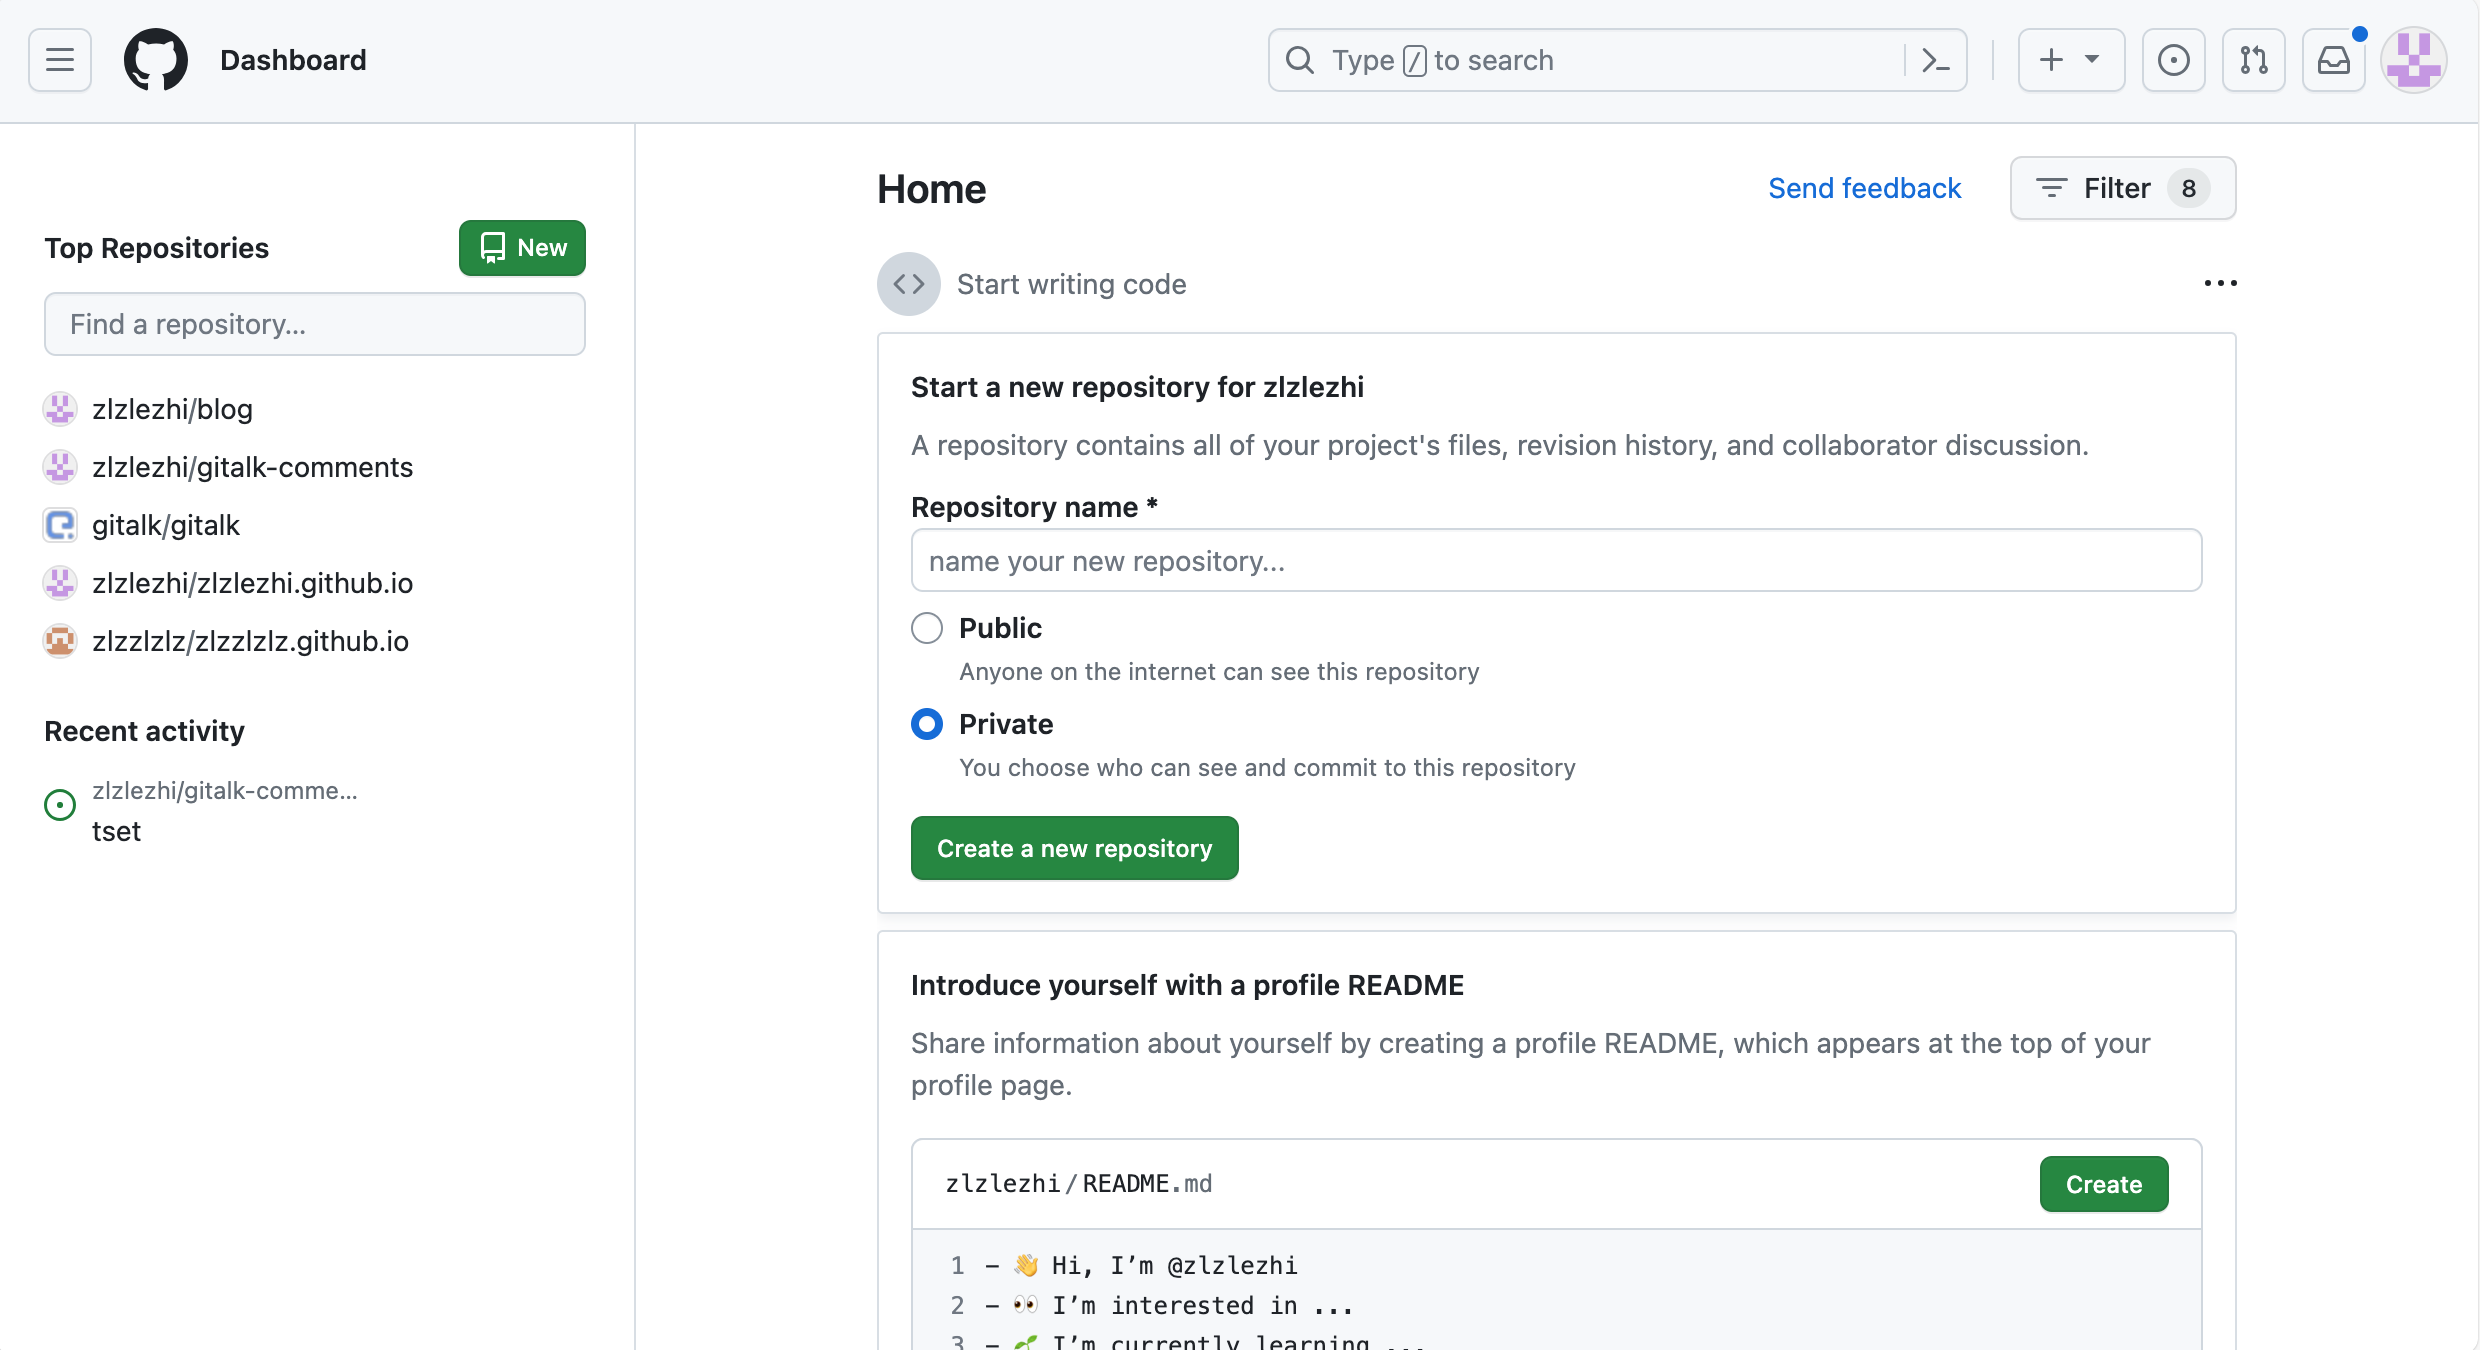 Dashboard
Type / to search
Home
Send feedback
Filter 8
Top Repositories
New
Find a repository...
zlzlezhi/blog
zlzlezhi/gitalk-comments
gitalk/gitalk
zlzlezhi/zlzlezhi.github.io
zlzzlzlz/zlzzlzlz.github.io
Recent activity
zlzlezhi/gitalk-comme...
tset
Start writing code
Start a new repository for zlzlezhi
A repository contains all of your project's files, revision history, and collaborator discussion.
Repository name *
name your new repository...
Public
Anyone on the internet can see this repository
Private
You choose who can see and commit to this repository
Create a new repository
Introduce yourself with a profile README
Share information about yourself by creating a profile README, which appears at the top of your
profile page.
zlzlezhi/README.md
Create
1 - 👋 Hi, I’m @zlzlezhi
2 - 👀 I’m interested in ...
3 - 🌱 I’m currently learning ...